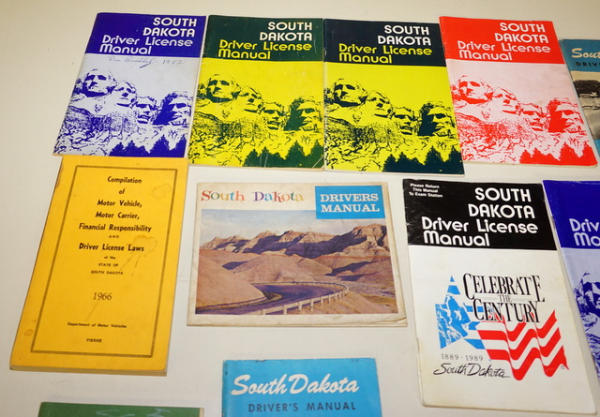 SOUTH
DAKOTA
Driver License
Manual
1982
SOUTH
DAKOTA
Driver License
Manual
SOUTH
DAKOTA
Driver License
Manual
SOUTH
DAKOTA
Driver License
Manual
Compilation
of
Motor Vehicle,
Motor Carrier,
Financial Responsibility
AND
Driver License Laws
of the
STATE OF
SOUTH DAKOTA
1966
Department of Motor Vehicles
PIERRE
South Dakota
DRIVERS
MANUAL
Please Return
This Manual
To Exam Station
SOUTH
DAKOTA
Driver License
Manual
CELEBRATE
THE
CENTURY
1889-1989
South Dakota
South Dakota
DRIVER'S MANUAL